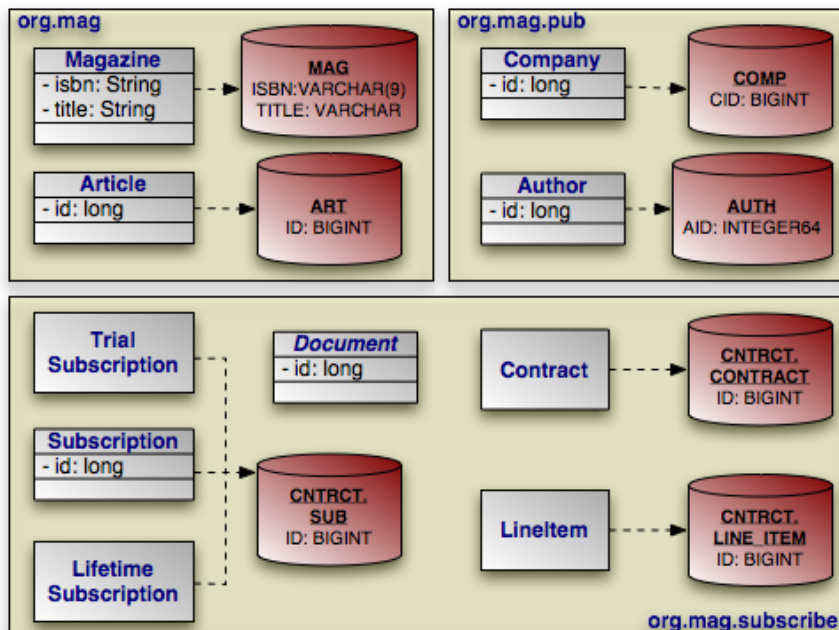 org.mag
Magazine
- isbn: String
- title: String
MAG
ISBN:VARCHAR(9)
TITLE: VARCHAR
Article
- id: long
ART
ID: BIGINT
org.mag.pub
Company
- id: long
COMP
CID: BIGINT
Author
- id: long
AUTH
AID: INTEGER64
Trial
Subscription
Subscription
- id: long
Lifetime
Subscription
Document
- id: long
CNTRCT.
SUB
ID: BIGINT
Contract
CNTRCT.
CONTRACT
ID: BIGINT
LineItem
CNTRCT.
LINE_ITEM
ID: BIGINT
org.mag.subscribe